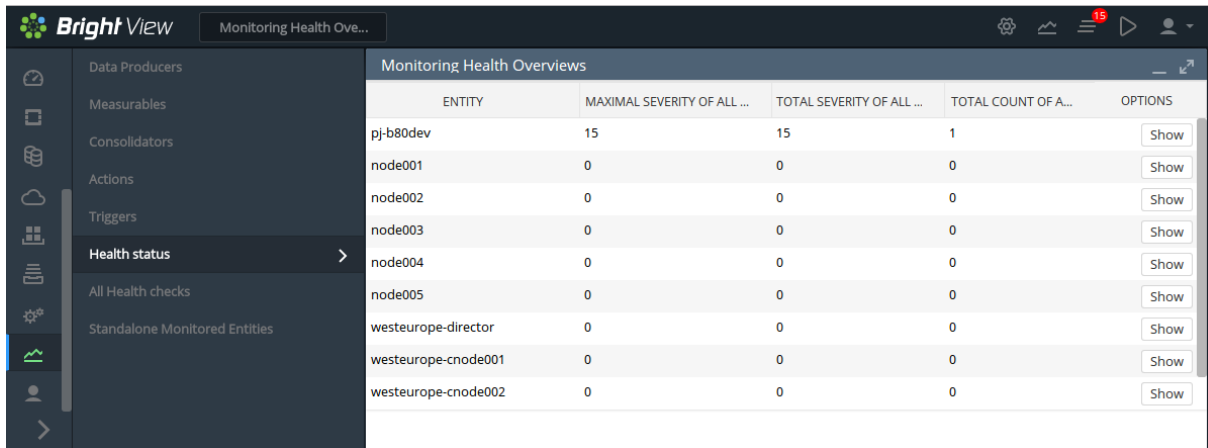 Bright View
Monitoring Health Ove...
15
Data Producers
Measurables
Consolidators
Actions
Triggers
Health status
All Health checks
Standalone Monitored Entities
Monitoring Health Overviews
ENTITY MAXIMAL SEVERITY OF ALL ... TOTAL SEVERITY OF ALL ... TOTAL COUNT OF A... OPTIONS
pj-b80dev 15 15 1 Show
node001 0 0 0 Show
node002 0 0 0 Show
node003 0 0 0 Show
node004 0 0 0 Show
node005 0 0 0 Show
westeurope-director 0 0 0 Show
westeurope-cnode001 0 0 0 Show
westeurope-cnode002 0 0 0 Show